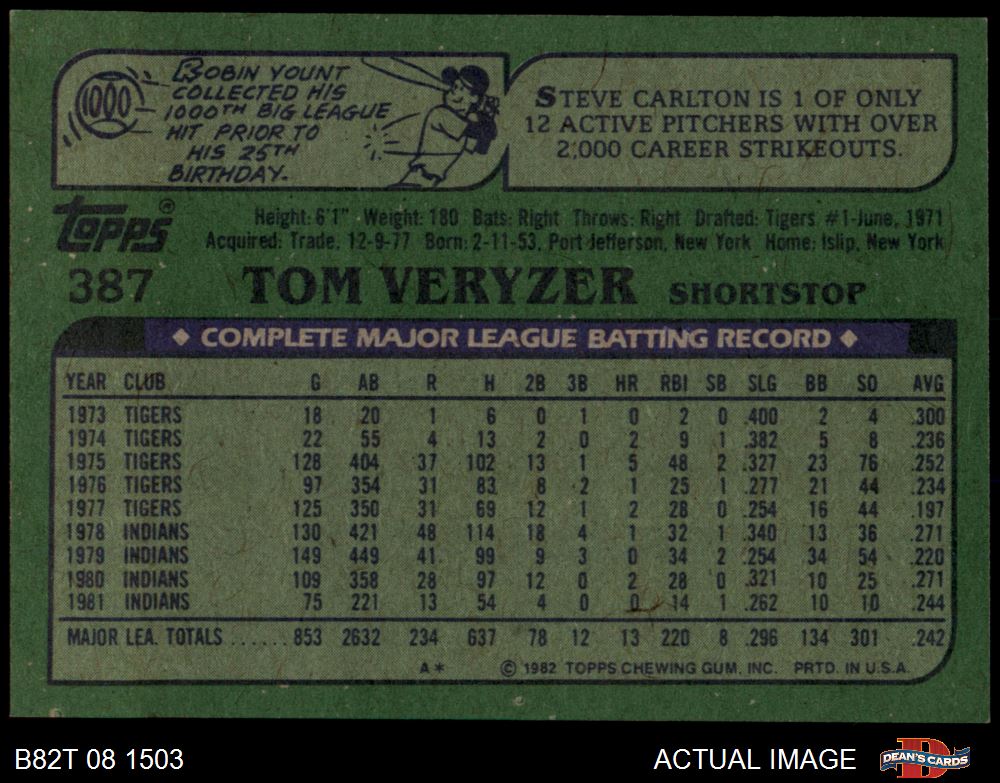 1000
ROBIN YOUNT
COLLECTED HIS
1000TH BIG LEAGUE
HIT PRIOR TO
HIS 25TH
BIRTHDAY.
STEVE CARLTON IS 1 OF ONLY
12 ACTIVE PITCHERS WITH OVER
2,000 CAREER STRIKEOUTS.
topps®
Height: 6'1" Weight: 180 Bats: Right Throws: Right Drafted: Tigers #1-June, 1971
Acquired: Trade, 12-9-77 Born: 2-11-53, Port Jefferson, New York Home: Islip, New York
387 TOM VERYZER SHORTSTOP
◆ COMPLETE MAJOR LEAGUE BATTING RECORD ◆
YEAR CLUB G AB R H 2B 3B HR RBI SB SLG BB SO AVG
1973 TIGERS 18 20 1 6 0 1 0 2 0 .400 2 4 .300
1974 TIGERS 22 55 4 13 2 0 2 9 1 .382 5 8 .236
1975 TIGERS 128 404 37 102 13 1 5 48 2 .327 23 76 .252
1976 TIGERS 97 354 31 83 8 2 1 25 1 .277 21 44 .234
1977 TIGERS 125 350 31 69 12 1 2 28 0 .254 16 44 .197
1978 INDIANS 130 421 48 114 18 4 1 32 1 .340 13 36 .271
1979 INDIANS 149 449 41 99 9 3 0 34 2 .254 34 54 .220
1980 INDIANS 109 358 28 97 12 0 2 28 0 .321 10 25 .271
1981 INDIANS 75 221 13 54 4 0 0 14 1 .262 10 10 .244
MAJOR LEA. TOTALS ...... 853 2632 234 637 78 12 13 220 8 .296 134 301 .242
A* © 1982 TOPPS CHEWING GUM, INC. PRTD. IN U.S.A.
B82T 08 1503 ACTUAL IMAGE DEAN'S CARDS